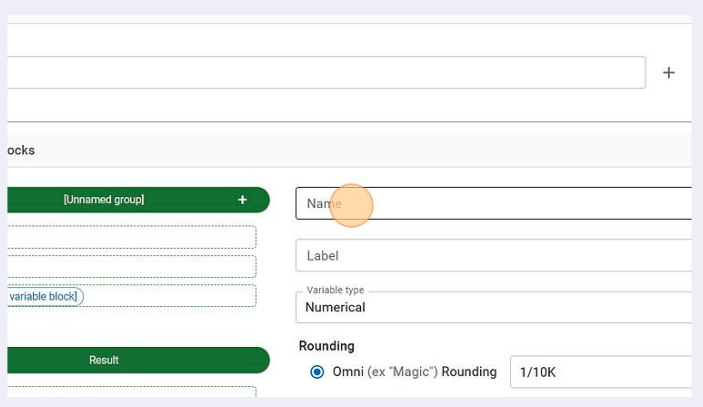 +
ocks
[Unnamed group] +
Name
Label
variable block]
Variable type
Numerical
Rounding
Result
Omni (ex "Magic") Rounding 1/10K